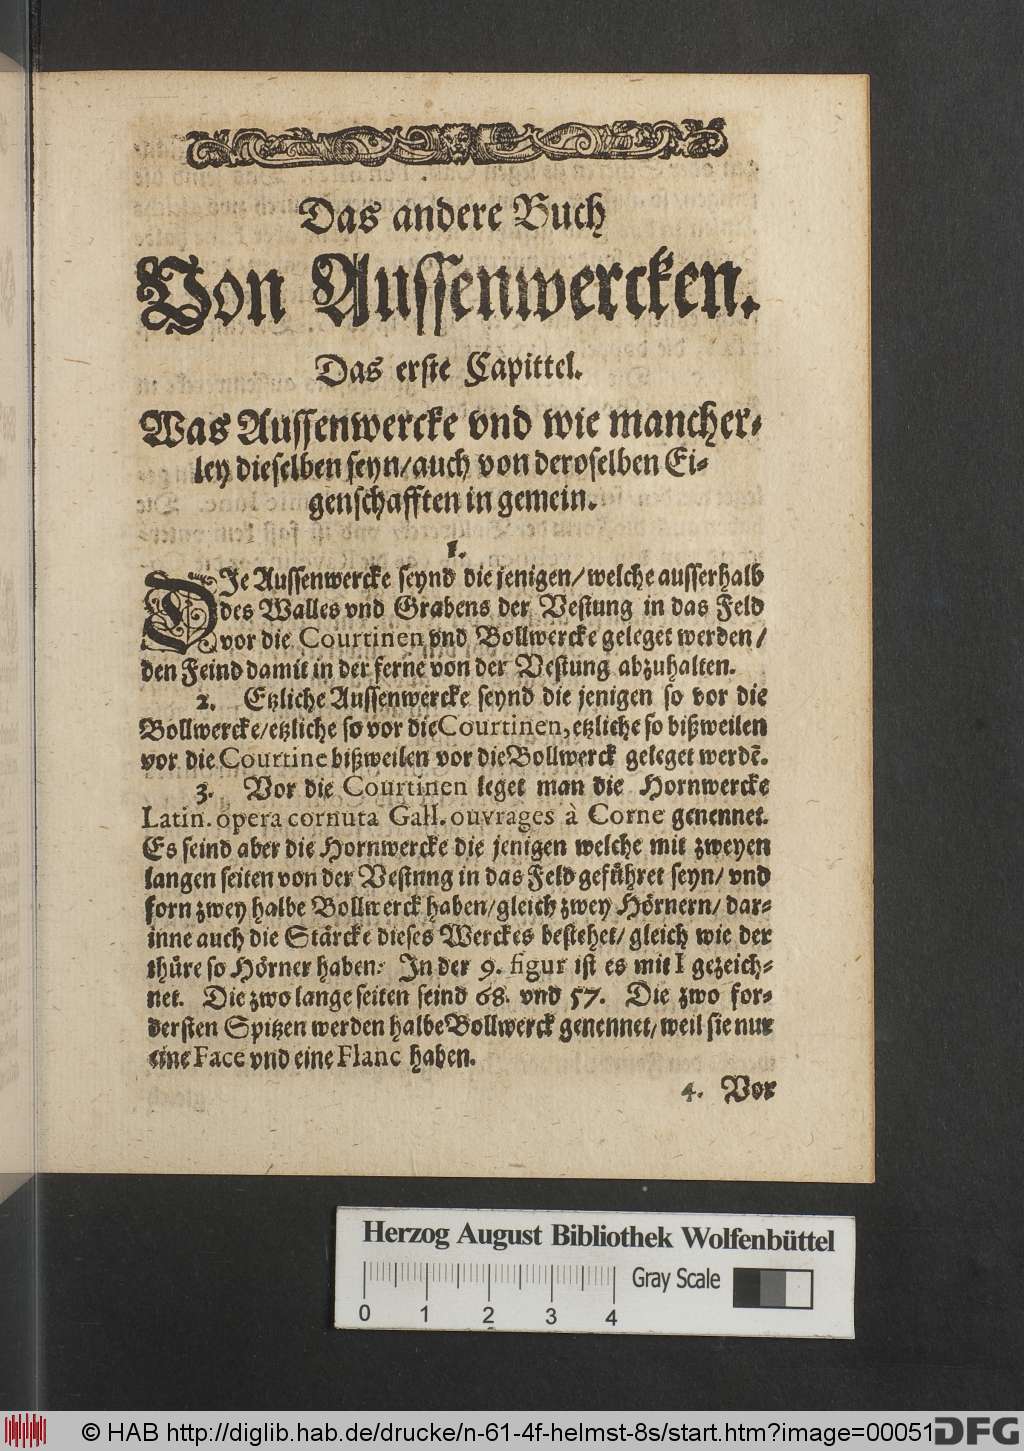 Das andere Buch
Von Aussenwercken.
Das erste Capittel.
Was Aussenwercke vnd wie mancher-
ley dieselben seyn/auch von deroselben Ei-
genschafften in gemein.
1.
DJe Aussenwercke seynd die jenigen/welche ausserhalb
des Walles vnd Grabens der Vestung in das Feld
vor die Courtinen vnd Bollwercke geleget werden/
den Feind damit in der ferne von der Vestung abzuhalten.
2. Etzliche Aussenwercke seynd die jenigen so vor die
Bollwercke/etzliche so vor die Courtinen, etzliche so bißweilen
vor die Courtine bißweilen vor die Bollwerck geleget werdē.
3. Vor die Courtinen leget man die Hornwercke
Latin. opera cornuta Gall. ouvrages à Corne genennet.
Es seind aber die Hornwercke die jenigen welche mit zweyen
langen seiten von der Vestnng in das Feld geführet seyn/ vnd
forn zwey halbe Bollwerck haben/gleich zwey Hörnern/ dar-
inne auch die Stärcke dieses Werckes bestehet/ gleich wie der
thüre so Hörner haben: Jn der 9. figur ist es mit I gezeich-
net. Die zwo lange seiten seind 68. vnd 57. Die zwo for-
dersten Spitzen werden halbe Bollwerck genennet/ weil sie nur
eine Face vnd eine Flanc haben.
4. Vor
Herzog August Bibliothek Wolfenbüttel
Gray Scale
0 1 2 3 4
© HAB http://diglib.hab.de/drucke/n-61-4f-helmst-8s/start.htm?image=00051
DFG